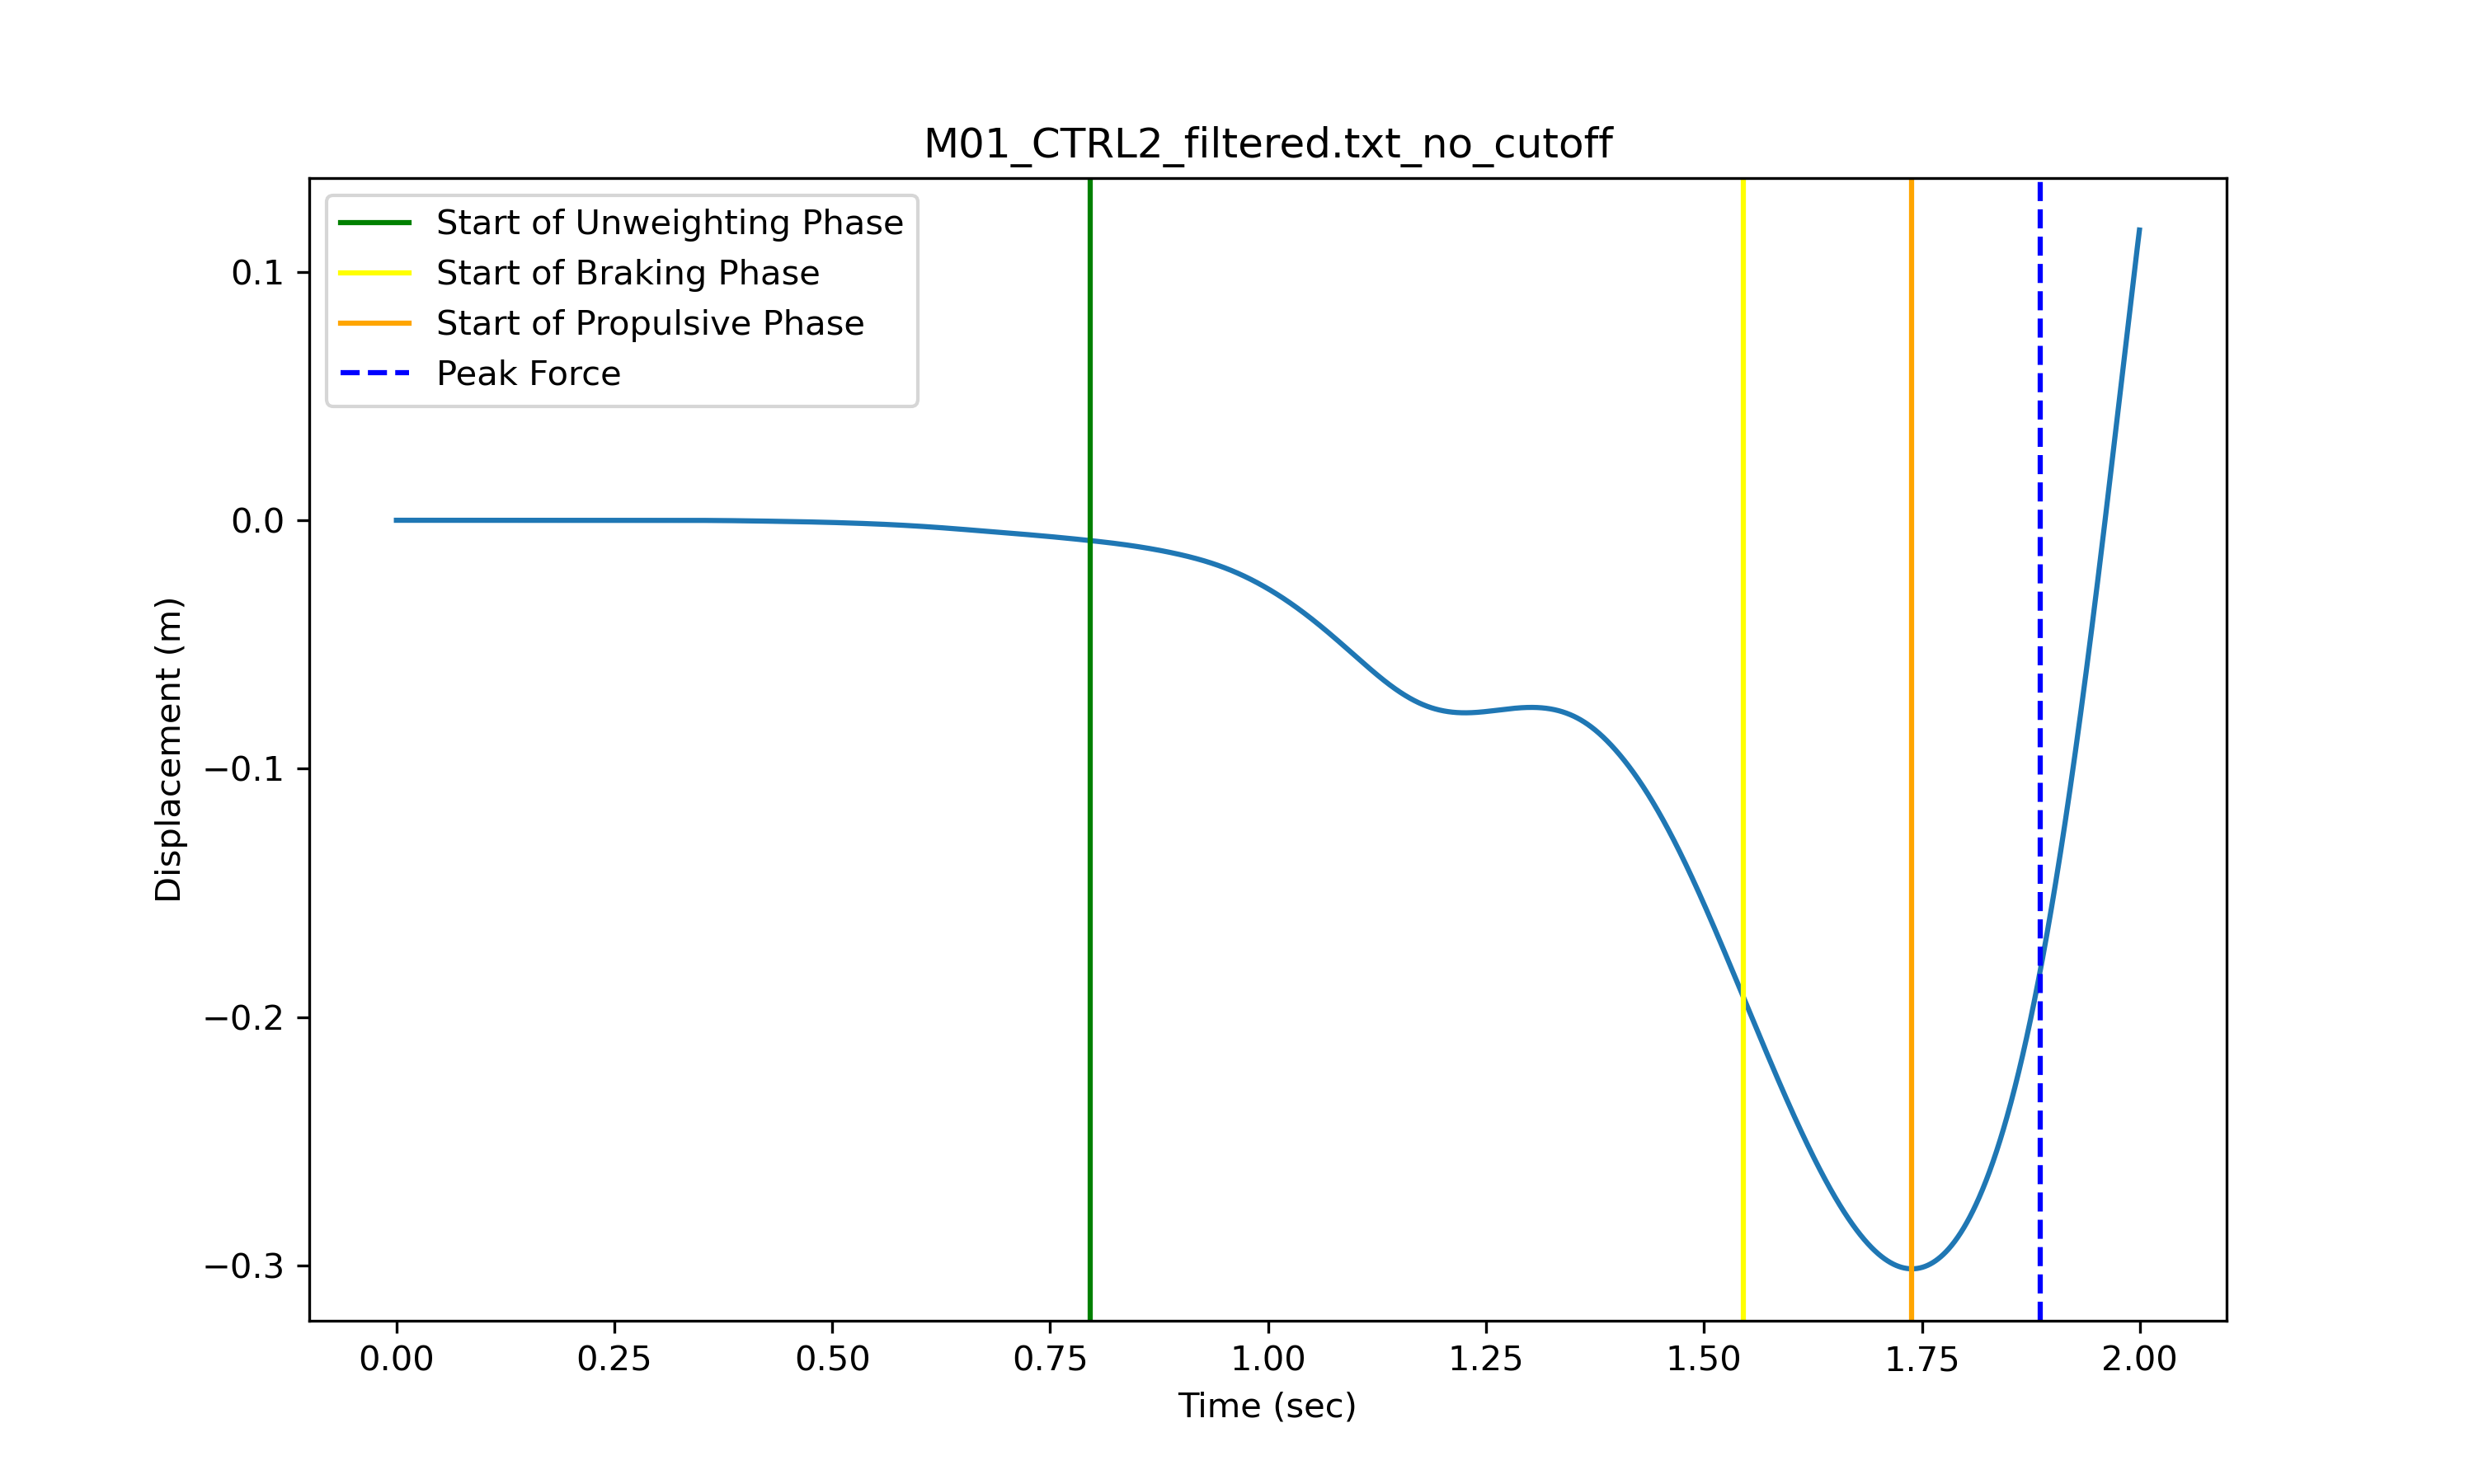 M01_CTRL2_filtered.txt_no_cutoff
Start of Unweighting Phase
Start of Braking Phase
Start of Propulsive Phase
Peak Force
0.1
0.0
−0.1
−0.2
−0.3
Displacement (m)
0.00 0.25 0.50 0.75 1.00 1.25 1.50 1.75 2.00
Time (sec)